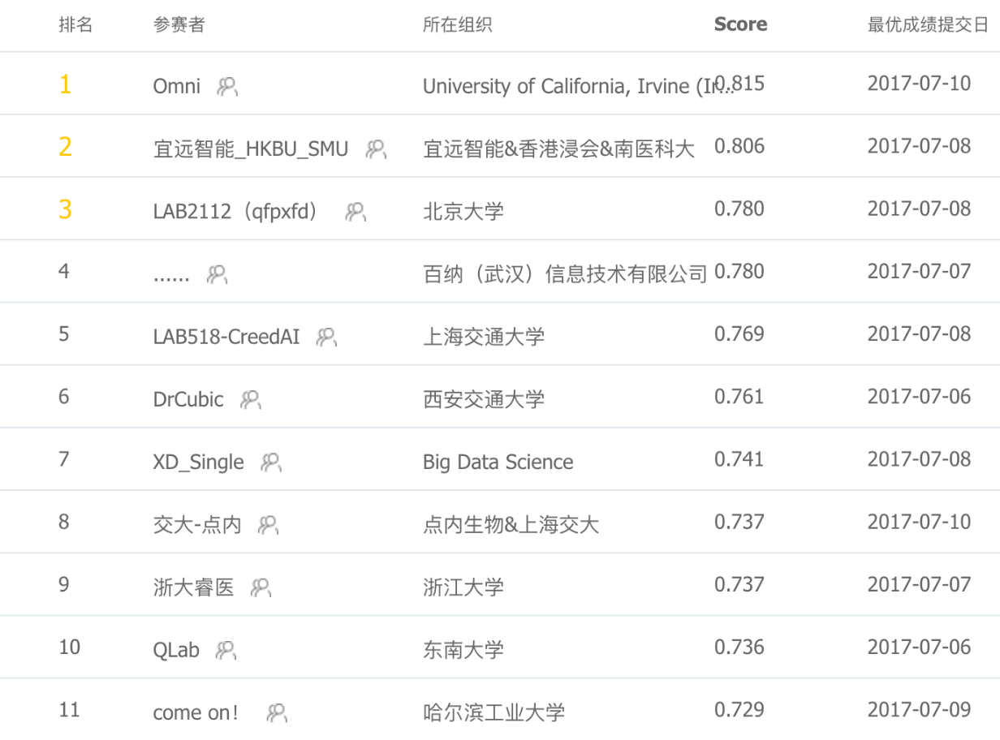 排名 参赛者 所在组织 Score 最优成绩提交日
1 Omni University of California, Irvine (Ir... 0.815 2017-07-10
2 宜远智能_HKBU_SMU 宜远智能&香港浸会&南医科大 0.806 2017-07-08
3 LAB2112（qfpxfd） 北京大学 0.780 2017-07-08
4 ...... 百纳（武汉）信息技术有限公司 0.780 2017-07-07
5 LAB518-CreedAI 上海交通大学 0.769 2017-07-08
6 DrCubic 西安交通大学 0.761 2017-07-06
7 XD_Single Big Data Science 0.741 2017-07-08
8 交大-点内 点内生物&上海交大 0.737 2017-07-10
9 浙大睿医 浙江大学 0.737 2017-07-07
10 QLab 东南大学 0.736 2017-07-06
11 come on！ 哈尔滨工业大学 0.729 2017-07-09